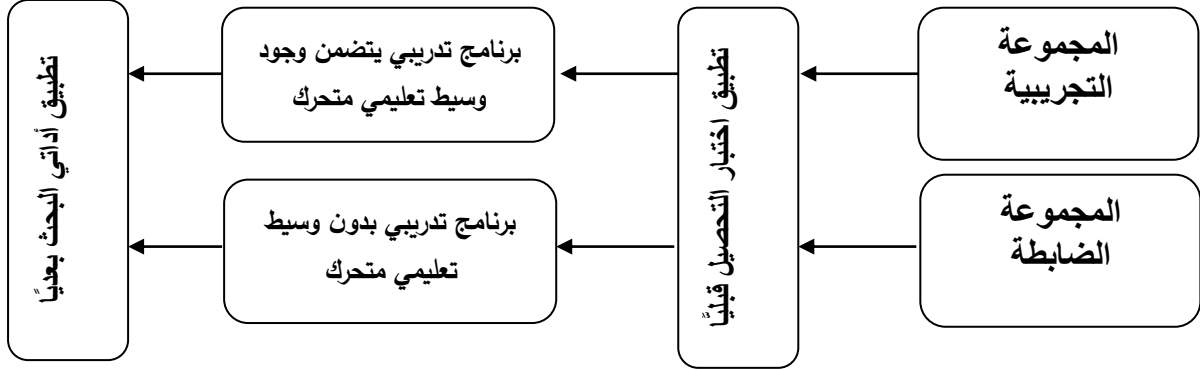 المجموعة
التجريبية
المجموعة
الضابطة
تطبيق اختبار التحصيل قبليًا
برنامج تدريبي يتضمن وجود
وسيط تعليمي متحرك
برنامج تدريبي بدون وسيط
تعليمي متحرك
تطبيق أداتي البحث بعديًا